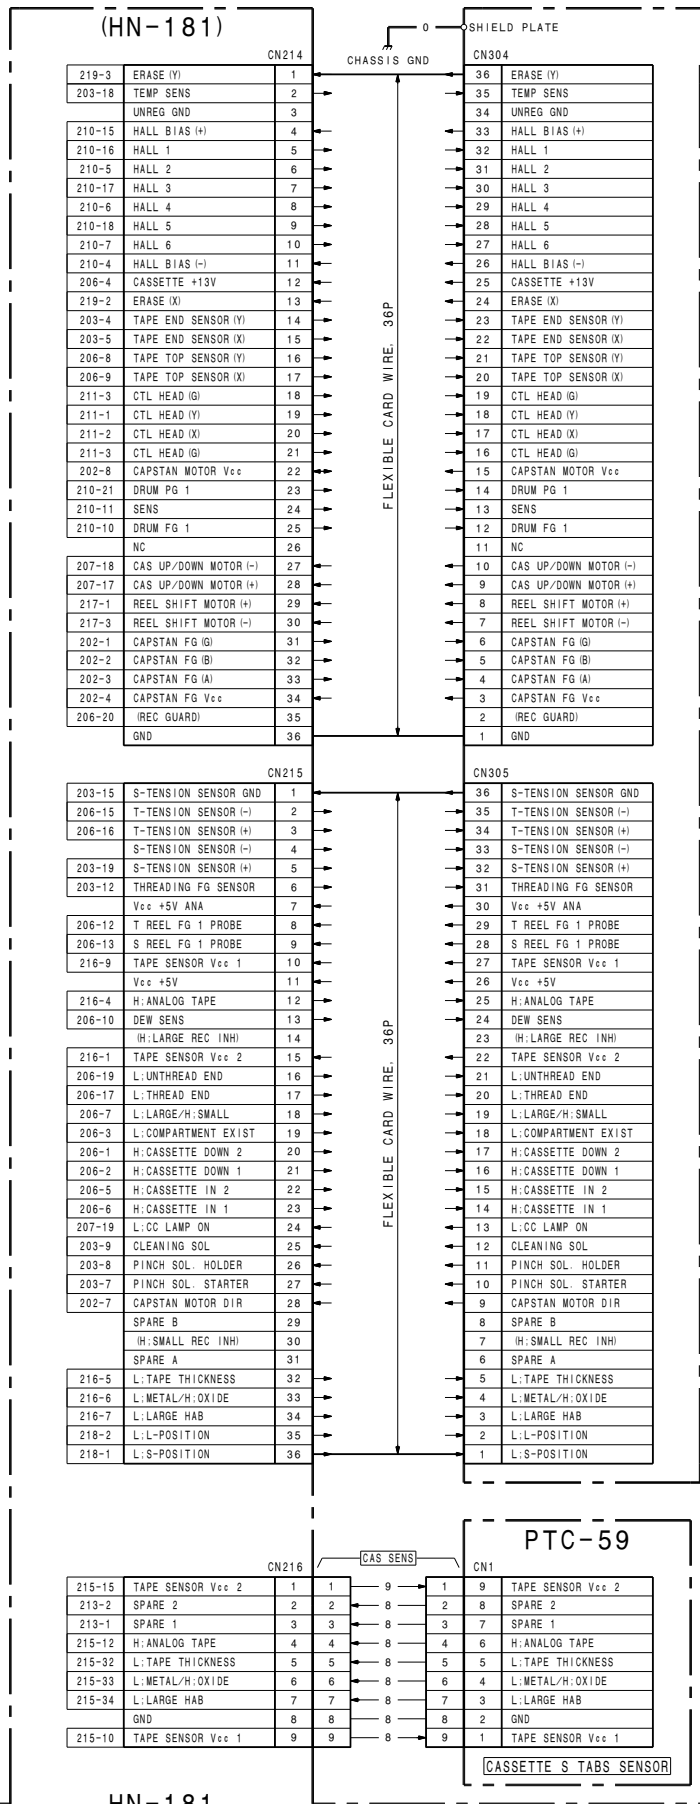 (HN-181)
0 SHIELD PLATE
CHASSIS GND
CN214 CN304
219-3 ERASE (Y) 1 36 ERASE (Y)
203-18 TEMP SENS 2 35 TEMP SENS
UNREG GND 3 34 UNREG GND
210-15 HALL BIAS (+) 4 33 HALL BIAS (+)
210-16 HALL 1 5 32 HALL 1
210-5 HALL 2 6 31 HALL 2
210-17 HALL 3 7 30 HALL 3
210-6 HALL 4 8 29 HALL 4
210-18 HALL 5 9 28 HALL 5
210-7 HALL 6 10 27 HALL 6
210-4 HALL BIAS (-) 11 26 HALL BIAS (-)
206-4 CASSETTE +13V 12 25 CASSETTE +13V
219-2 ERASE (X) 13 24 ERASE (X)
203-4 TAPE END SENSOR (Y) 14 23 TAPE END SENSOR (Y)
203-5 TAPE END SENSOR (X) 15 22 TAPE END SENSOR (X)
206-8 TAPE TOP SENSOR (Y) 16 21 TAPE TOP SENSOR (Y)
206-9 TAPE TOP SENSOR (X) 17 20 TAPE TOP SENSOR (X)
211-3 CTL HEAD (G) 18 19 CTL HEAD (G)
211-1 CTL HEAD (Y) 19 18 CTL HEAD (Y)
211-2 CTL HEAD (X) 20 17 CTL HEAD (X)
211-3 CTL HEAD (G) 21 16 CTL HEAD (G)
202-8 CAPSTAN MOTOR Vcc 22 15 CAPSTAN MOTOR Vcc
210-21 DRUM PG 1 23 14 DRUM PG 1
210-11 SENS 24 13 SENS
210-10 DRUM FG 1 25 12 DRUM FG 1
NC 26 11 NC
207-18 CAS UP/DOWN MOTOR (-) 27 10 CAS UP/DOWN MOTOR (-)
207-17 CAS UP/DOWN MOTOR (+) 28 9 CAS UP/DOWN MOTOR (+)
217-1 REEL SHIFT MOTOR (+) 29 8 REEL SHIFT MOTOR (+)
217-3 REEL SHIFT MOTOR (-) 30 7 REEL SHIFT MOTOR (-)
202-1 CAPSTAN FG (G) 31 6 CAPSTAN FG (G)
202-2 CAPSTAN FG (B) 32 5 CAPSTAN FG (B)
202-3 CAPSTAN FG (A) 33 4 CAPSTAN FG (A)
202-4 CAPSTAN FG Vcc 34 3 CAPSTAN FG Vcc
206-20 (REC GUARD) 35 2 (REC GUARD)
GND 36 1 GND
FLEXIBLE CARD WIRE, 36P
CN215 CN305
203-15 S-TENSION SENSOR GND 1 36 S-TENSION SENSOR GND
206-15 T-TENSION SENSOR (-) 2 35 T-TENSION SENSOR (-)
206-16 T-TENSION SENSOR (+) 3 34 T-TENSION SENSOR (+)
S-TENSION SENSOR (-) 4 33 S-TENSION SENSOR (-)
203-19 S-TENSION SENSOR (+) 5 32 S-TENSION SENSOR (+)
203-12 THREADING FG SENSOR 6 31 THREADING FG SENSOR
Vcc +5V ANA 7 30 Vcc +5V ANA
206-12 T REEL FG 1 PROBE 8 29 T REEL FG 1 PROBE
206-13 S REEL FG 1 PROBE 9 28 S REEL FG 1 PROBE
216-9 TAPE SENSOR Vcc 1 10 27 TAPE SENSOR Vcc 1
Vcc +5V 11 26 Vcc +5V
216-4 H:ANALOG TAPE 12 25 H:ANALOG TAPE
206-10 DEW SENS 13 24 DEW SENS
(H:LARGE REC INH) 14 23 (H:LARGE REC INH)
216-1 TAPE SENSOR Vcc 2 15 22 TAPE SENSOR Vcc 2
206-19 L:UNTHREAD END 16 21 L:UNTHREAD END
206-17 L:THREAD END 17 20 L:THREAD END
206-7 L:LARGE/H:SMALL 18 19 L:LARGE/H:SMALL
206-3 L:COMPARTMENT EXIST 19 18 L:COMPARTMENT EXIST
206-1 H:CASSETTE DOWN 2 20 17 H:CASSETTE DOWN 2
206-2 H:CASSETTE DOWN 1 21 16 H:CASSETTE DOWN 1
206-5 H:CASSETTE IN 2 22 15 H:CASSETTE IN 2
206-6 H:CASSETTE IN 1 23 14 H:CASSETTE IN 1
207-19 L:CC LAMP ON 24 13 L:CC LAMP ON
203-9 CLEANING SOL 25 12 CLEANING SOL
203-8 PINCH SOL. HOLDER 26 11 PINCH SOL. HOLDER
203-7 PINCH SOL. STARTER 27 10 PINCH SOL. STARTER
202-7 CAPSTAN MOTOR DIR 28 9 CAPSTAN MOTOR DIR
SPARE B 29 8 SPARE B
(H:SMALL REC INH) 30 7 (H:SMALL REC INH)
SPARE A 31 6 SPARE A
216-5 L:TAPE THICKNESS 32 5 L:TAPE THICKNESS
216-6 L:METAL/H:OXIDE 33 4 L:METAL/H:OXIDE
216-7 L:LARGE HAB 34 3 L:LARGE HAB
218-2 L:L-POSITION 35 2 L:L-POSITION
218-1 L:S-POSITION 36 1 L:S-POSITION
FLEXIBLE CARD WIRE, 36P
PTC-59
CN216 CAS SENS CN1
215-15 TAPE SENSOR Vcc 2 1 1 9 1 9 TAPE SENSOR Vcc 2
213-2 SPARE 2 2 2 8 2 8 SPARE 2
213-1 SPARE 1 3 3 8 3 7 SPARE 1
215-12 H:ANALOG TAPE 4 4 8 4 6 H:ANALOG TAPE
215-32 L:TAPE THICKNESS 5 5 8 5 5 L:TAPE THICKNESS
215-33 L:METAL/H:OXIDE 6 6 8 6 4 L:METAL/H:OXIDE
215-34 L:LARGE HAB 7 7 8 7 3 L:LARGE HAB
GND 8 8 8 8 2 GND
215-10 TAPE SENSOR Vcc 1 9 9 8 9 1 TAPE SENSOR Vcc 1
CASSETTE S TABS SENSOR
HN-181